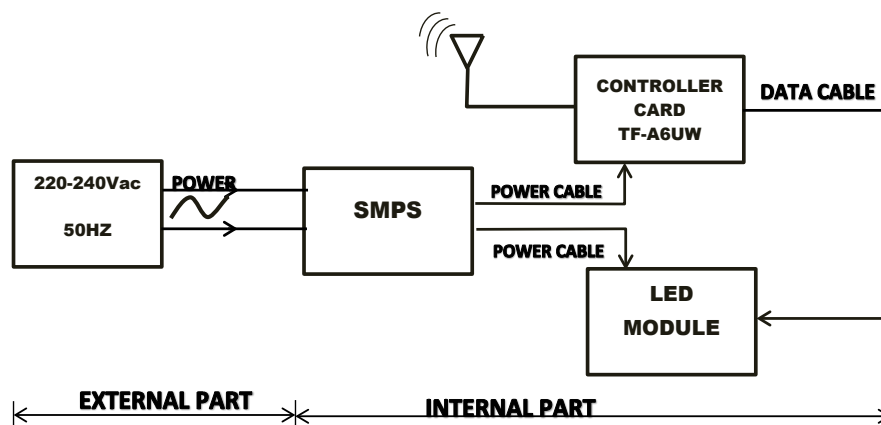 CONTROLLER
CARD
TF-A6UW
DATA CABLE
220-240Vac
50HZ
POWER
SMPS
POWER CABLE
POWER CABLE
LED
MODULE
EXTERNAL PART
INTERNAL PART